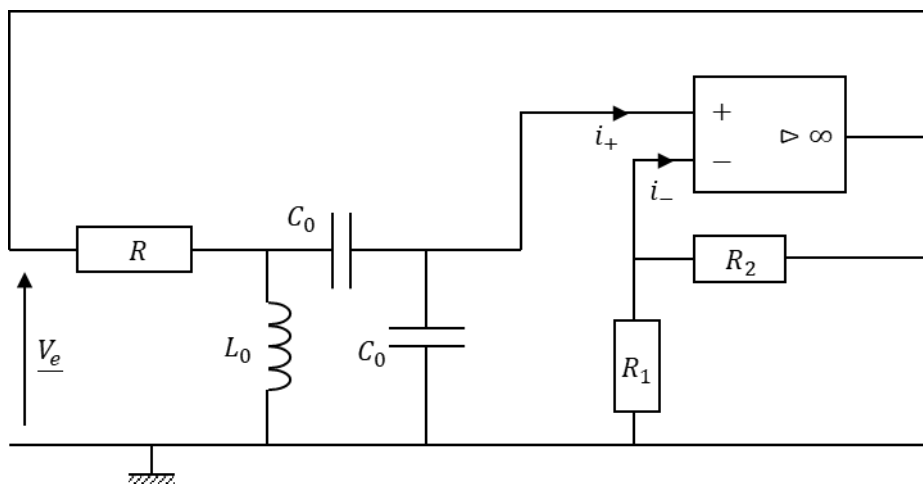 +
i₊
▷ ∞
−
i₋
C₀
R
R₂
V_e
L₀
C₀
R₁